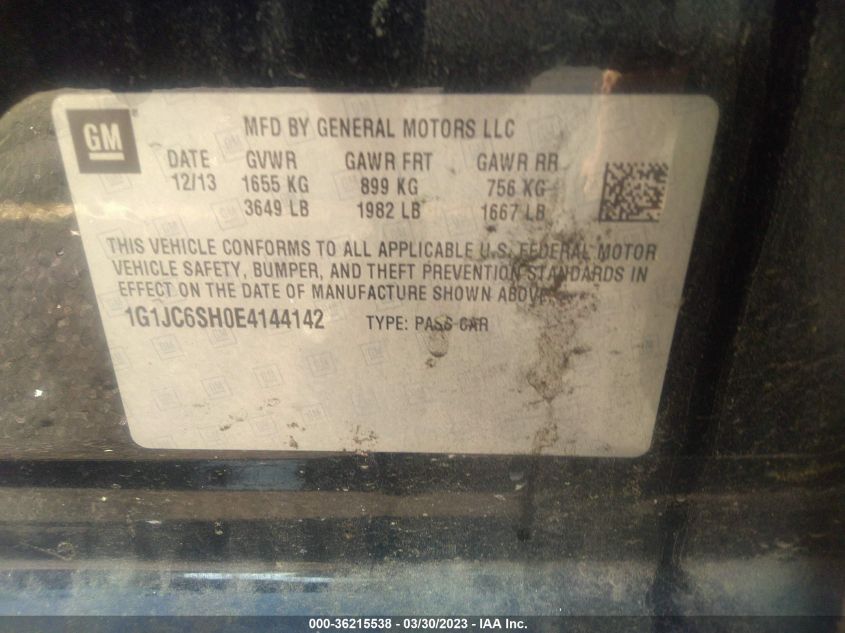 GM
MFD BY GENERAL MOTORS LLC
DATE GVWR GAWR FRT GAWR RR
12/13 1655 KG 899 KG 756 KG
3649 LB 1982 LB 1667 LB
THIS VEHICLE CONFORMS TO ALL APPLICABLE U.S. FEDERAL MOTOR
VEHICLE SAFETY, BUMPER, AND THEFT PREVENTION STANDARDS IN
EFFECT ON THE DATE OF MANUFACTURE SHOWN ABOVE.
1G1JC6SH0E4144142 TYPE: PASS CAR
000-36215538 - 03/30/2023 - IAA Inc.